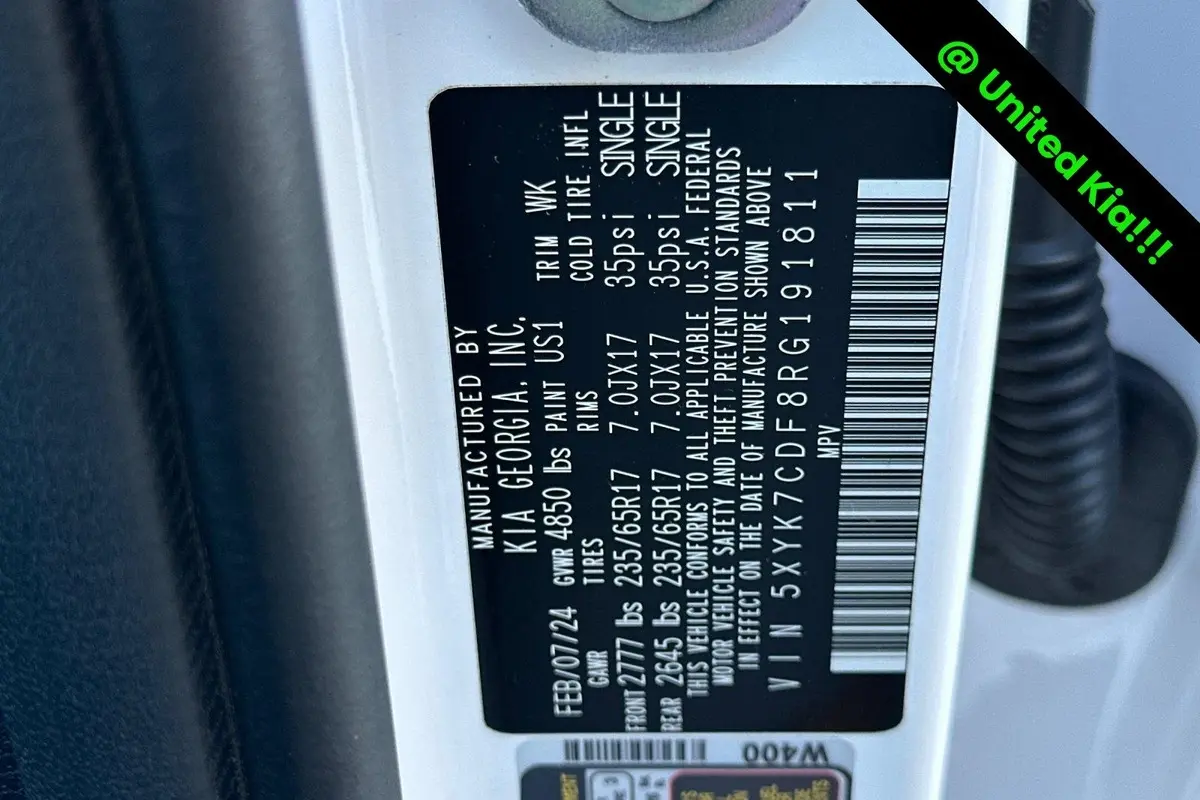 @ United Kia!!!
MANUFACTURED BY
KIA GEORGIA, INC.
FEB/07/24 GVWR 4850 lbs PAINT US1 TRIM WK
GAWR TIRES RIMS COLD TIRE INFL
FRONT 2777 lbs 235/65R17 7.0JX17 35psi SINGLE
REAR 2645 lbs 235/65R17 7.0JX17 35psi SINGLE
THIS VEHICLE CONFORMS TO ALL APPLICABLE U.S.A. FEDERAL
MOTOR VEHICLE SAFETY AND THEFT PREVENTION STANDARDS
IN EFFECT ON THE DATE OF MANUFACTURE SHOWN ABOVE
VIN 5XYK7CDF8RG191811
MPV
W400